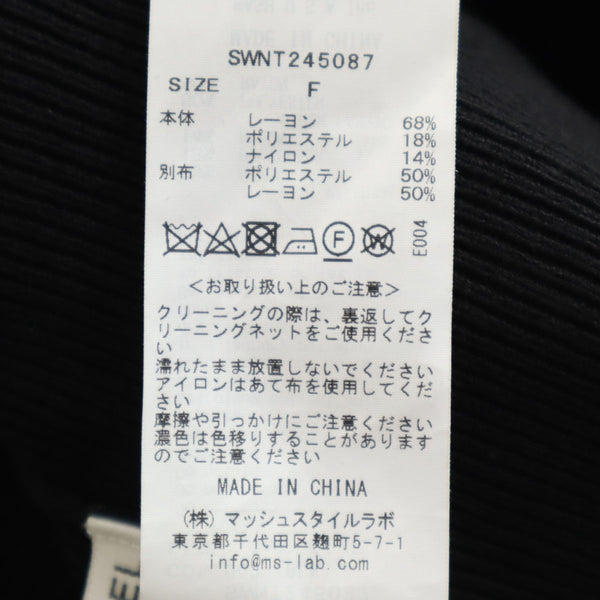 SWNT245087
SIZE F
本体 レーヨン 68%
ポリエステル 18%
ナイロン 14%
別布 ポリエステル 50%
レーヨン 50%
F W E004
＜お取り扱い上のご注意＞
クリーニングの際は、裏返してク
リーニングネットをご使用くださ
い
濡れたまま放置しないでください
アイロンはあて布を使用してくだ
さい
摩擦や引っかけにご注意ください
濃色は色移りすることがあります
のでご注意ください
MADE IN CHINA
(株) マッシュスタイルラボ
東京都千代田区麹町5-7-1
info@ms-lab.com